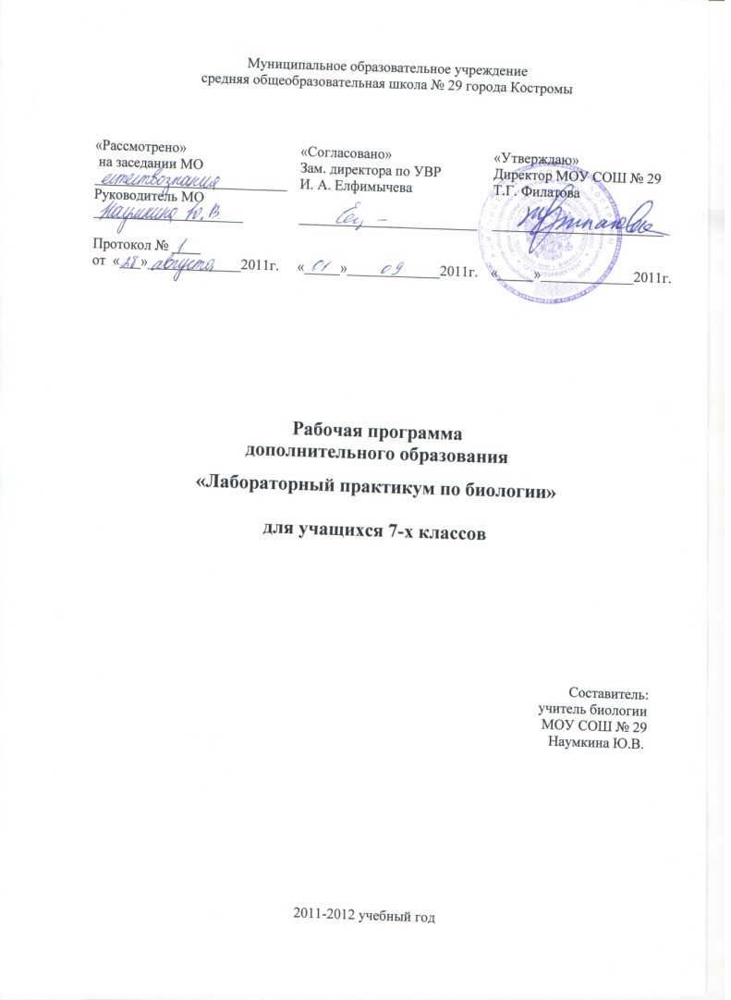 Муниципальное образовательное учреждение
средняя общеобразовательная школа № 29 города Костромы
«Рассмотрено»
на заседании МО
естествознания
Руководитель МО
Наумкина Ю.В.
Протокол № 1
от «28» августа 2011г.
«Согласовано»
Зам. директора по УВР
И. А. Елфимычева
«01» 09 2011г.
«Утверждаю»
Директор МОУ СОШ № 29
Т.Г. Филатова
«_____»_____________2011г.
Рабочая программа
дополнительного образования
«Лабораторный практикум по биологии»
для учащихся 7-х классов
Составитель:
учитель биологии
МОУ СОШ № 29
Наумкина Ю.В.
2011-2012 учебный год